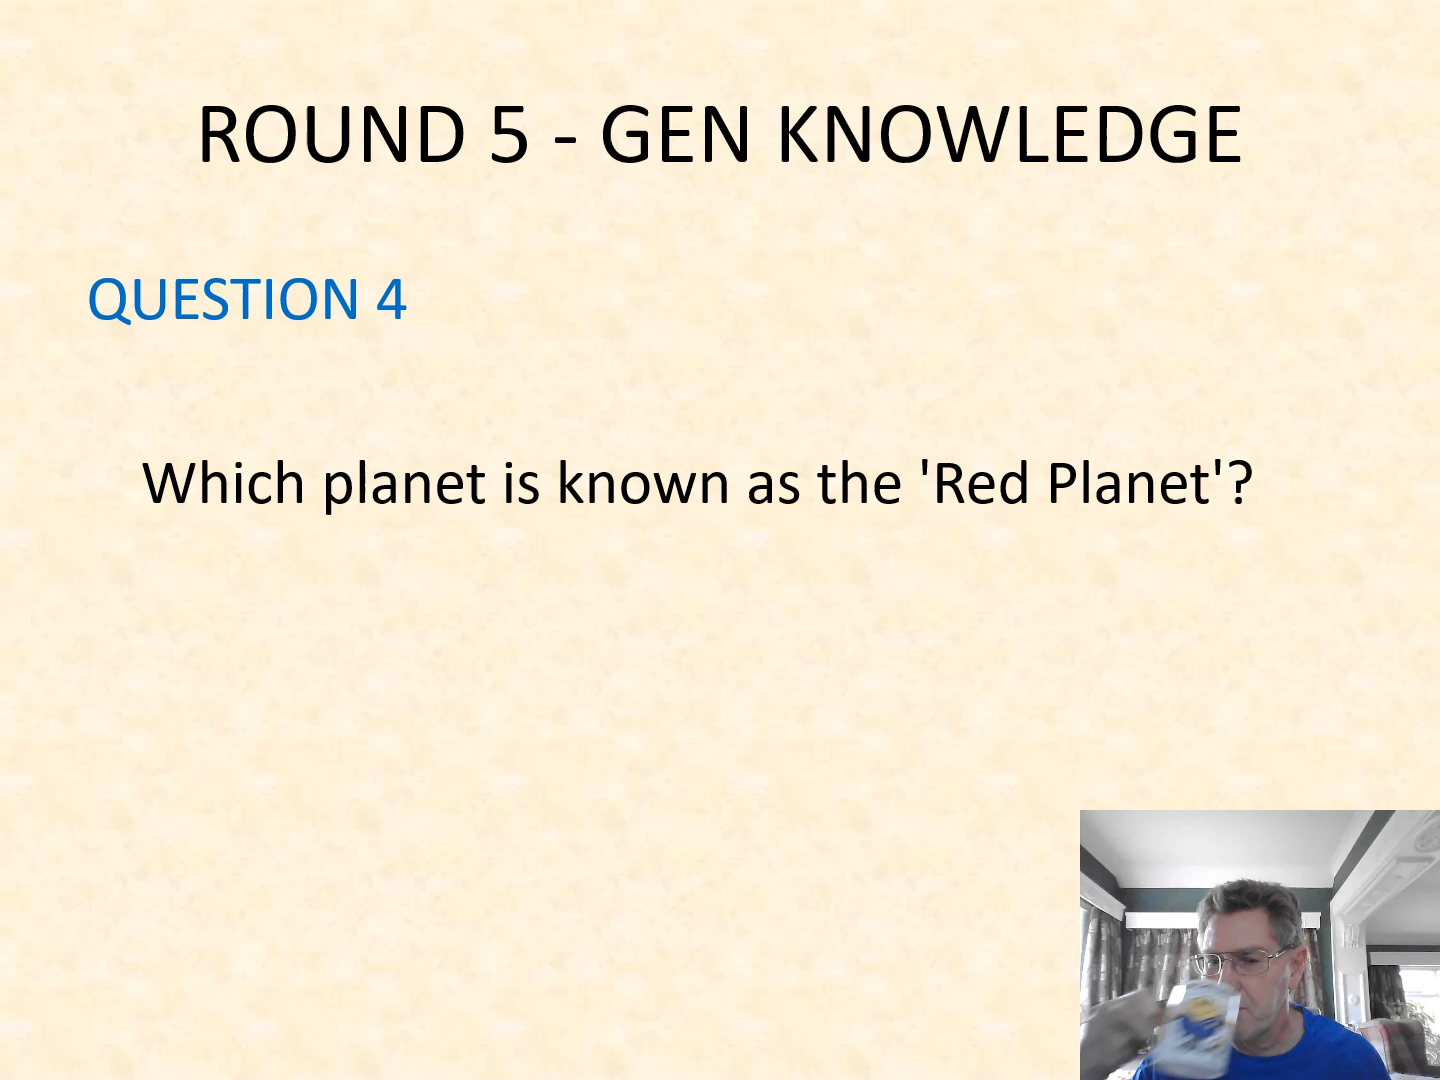 ROUND 5 - GEN KNOWLEDGE
QUESTION 4
Which planet is known as the 'Red Planet'?